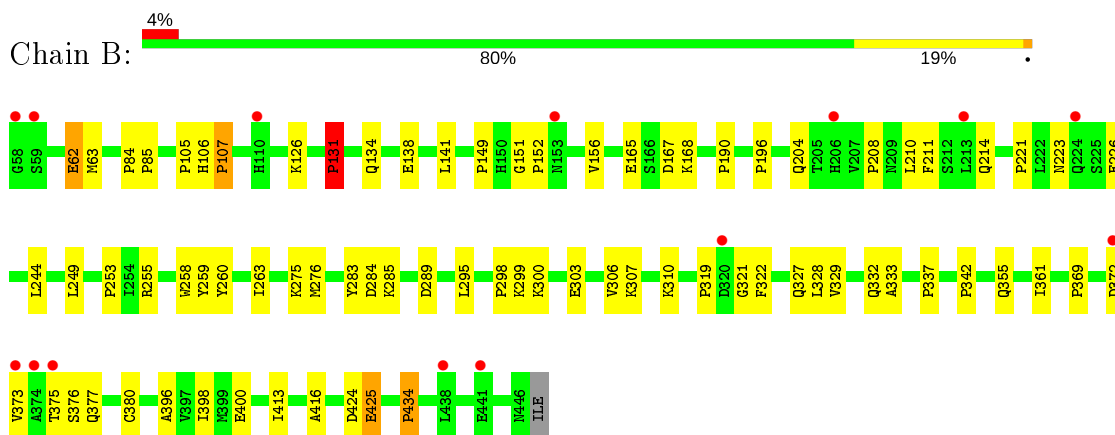 4%
Chain B:
80%
19%
•
G58 S59 E62 M63 P84 P85 P105 H106 P107 H110 K126 P131 Q134 E138 L141 P149 H150 G151 P152 N153 V156 E165 S166 D167 K168 P190 P196 Q204 T205 H206 V207 P208 N209 L210 F211 S212 L213 Q214 P221 L222 N223 Q224 S225
L244 L249 P253 I254 R255 W258 Y259 Y260 I263 K275 M276 Y283 D284 K285 D289 L295 P298 K299 K300 E303 V306 K307 K310 P319 D320 G321 F322 Q327 L328 V329 Q332 A333 P337 P342 Q355 I361 P369
V373 A374 T375 S376 Q377 C380 A396 V397 I398 M399 E400 I413 A416 D424 E425 P434 L438 E441 N446 ILE